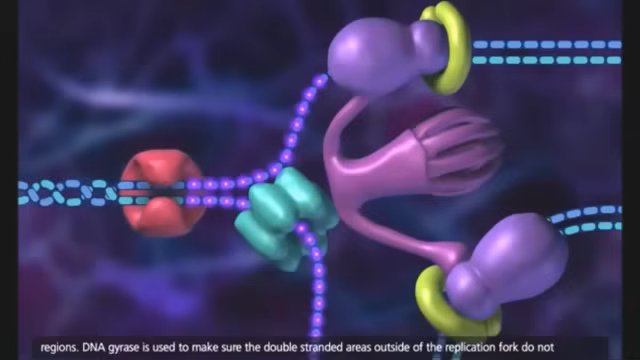 regions. DNA gyrase is used to make sure the double stranded areas outside of the replication fork do not